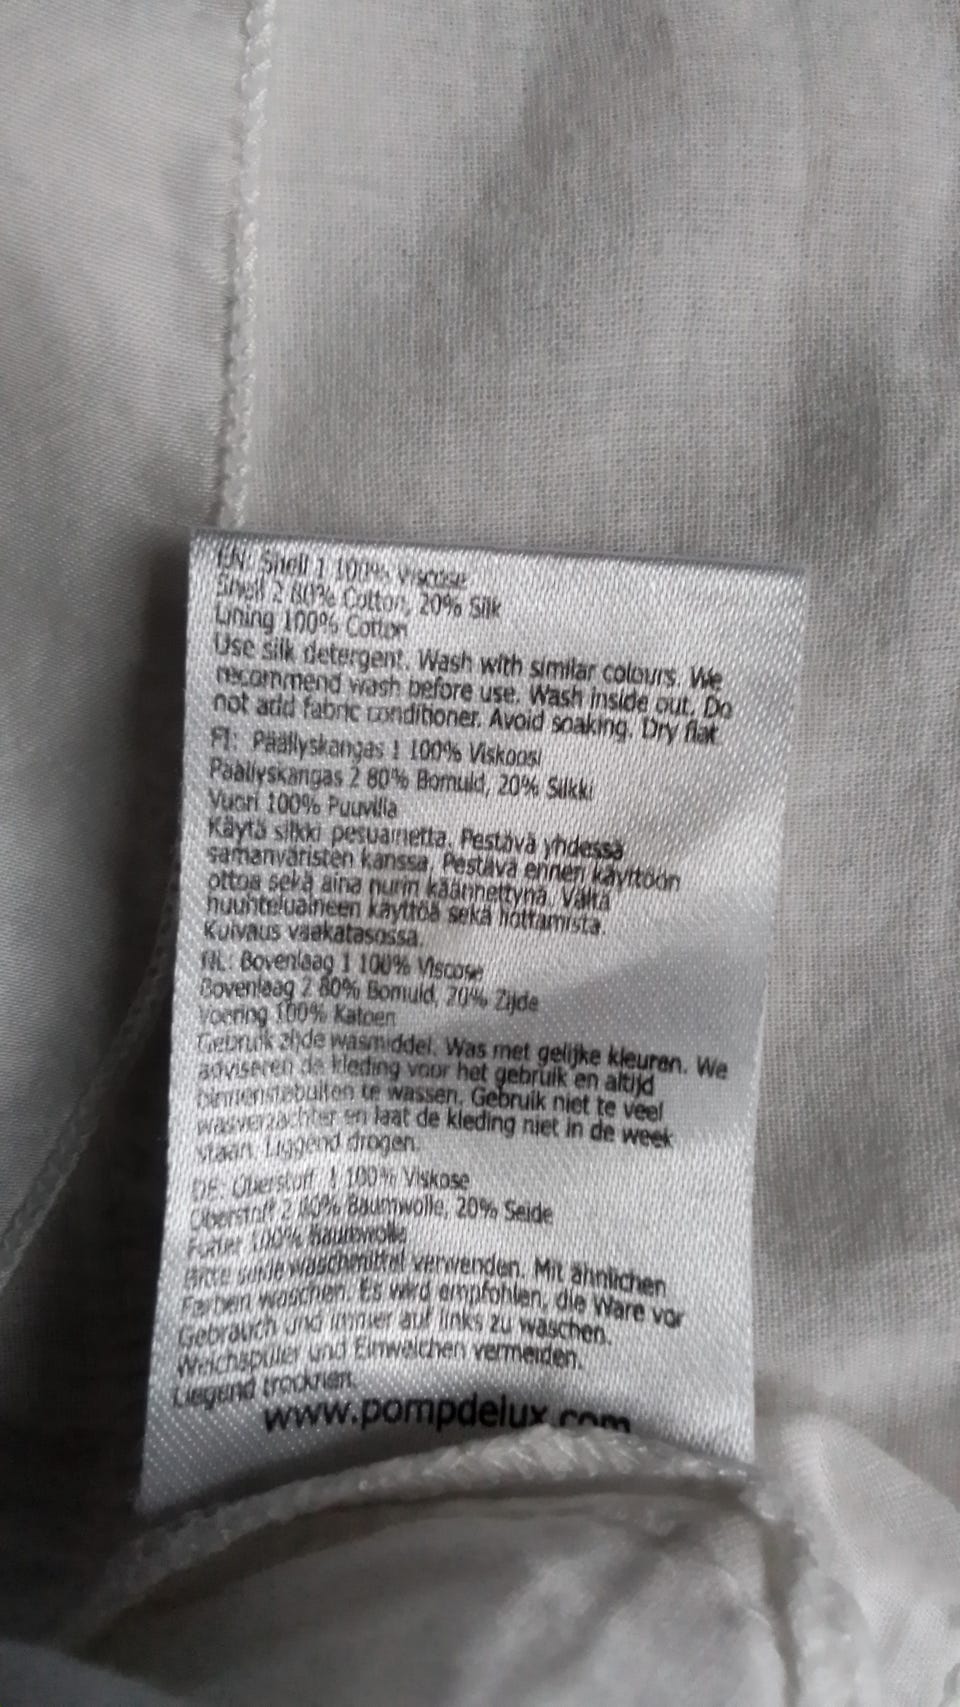 EN: Shell 1 100% Viscose
Shell 2 80% Cotton, 20% Silk
Lining 100% Cotton
Use silk detergent. Wash with similar colours. We
recommend wash before use. Wash inside out. Do
not add fabric conditioner. Avoid soaking. Dry flat.
FI: Päällyskangas 1 100% Viskoosi
Päällyskangas 2 80% Bomuld, 20% Silkki
Vuori 100% Puuvilla
Käytä silkki pesuainetta. Pestävä yhdessä
samanväristen kanssa. Pestävä ennen käyttöön
ottoa sekä aina nurin käännettynä. Vältä
huuhteluaineen käyttöä sekä liottamista.
Kuivaus vaakatasossa.
NL: Bovenlaag 1 100% Viscose
Bovenlaag 2 80% Bomuld, 20% Zijde
Voering 100% Katoen
Gebruik zijde wasmiddel. Was met gelijke kleuren. We
adviseren de kleding voor het gebruik en altijd
binnenstebuiten te wassen. Gebruik niet te veel
wasverzachter en laat de kleding niet in de week
staan. Liggend drogen.
DE: Oberstoff 1 100% Viskose
Oberstoff 2 80% Baumwolle, 20% Seide
Futter 100% Baumwolle
Bitte seide waschmittel verwenden. Mit ähnlichen
Farben waschen. Es wird empfohlen, die Ware vor
Gebrauch und immer auf links zu waschen.
Weichspüler und Einweichen vermeiden.
Liegend trocknen.
www.pompdelux.com